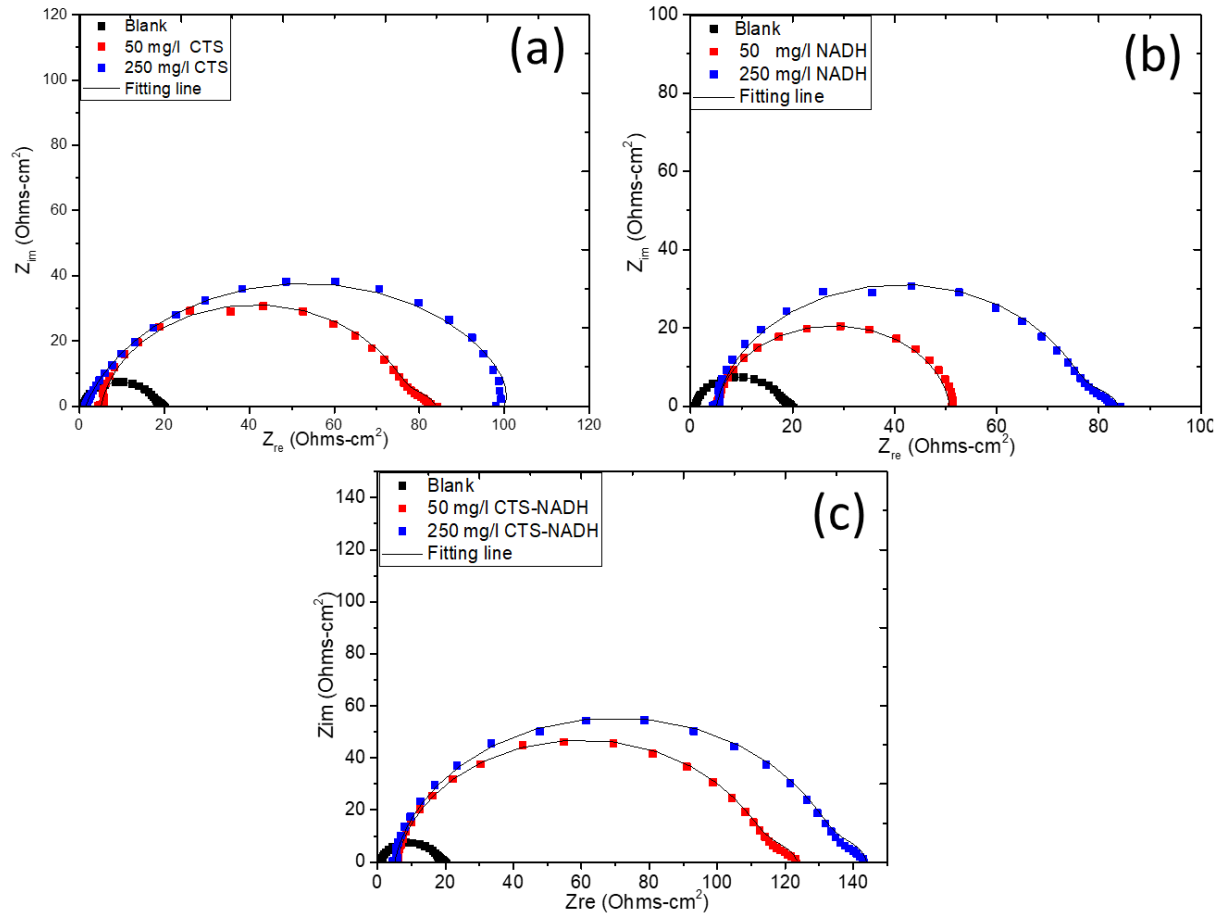 120
100
80
60
40
20
0
Z_im (Ohms-cm²)
Blank
50 mg/l CTS
250 mg/l CTS
Fitting line
(a)
0 20 40 60 80 100 120
Z_re (Ohms-cm²)
100
80
60
40
20
0
Z_im (Ohms-cm²)
Blank
50 mg/l NADH
250 mg/l NADH
Fitting line
(b)
0 20 40 60 80 100
Z_re (Ohms-cm²)
140
120
100
80
60
40
20
0
Zim (Ohms-cm²)
Blank
50 mg/l CTS-NADH
250 mg/l CTS-NADH
Fitting line
(c)
0 20 40 60 80 100 120 140
Zre (Ohms-cm²)